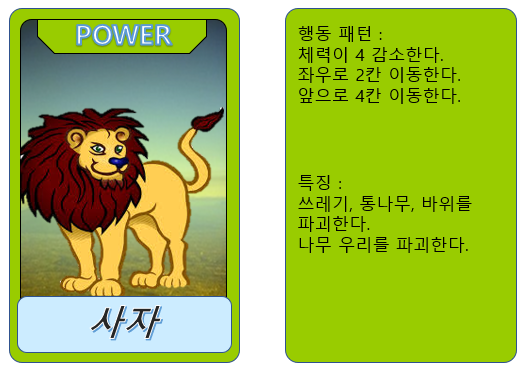 POWER
사자
행동 패턴 :
체력이 4 감소한다.
좌우로 2칸 이동한다.
앞으로 4칸 이동한다.
특징 :
쓰레기, 통나무, 바위를
파괴한다.
나무 우리를 파괴한다.